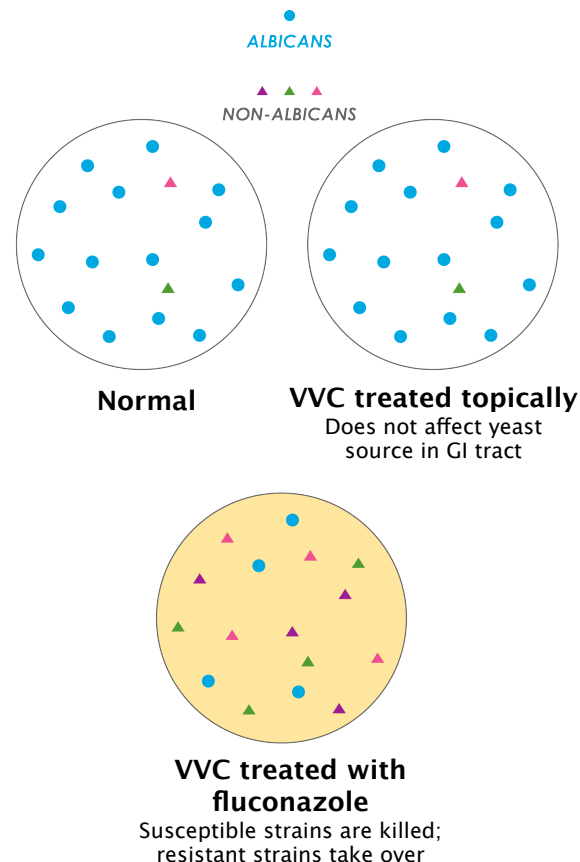 ALBICANS
NON-ALBICANS
Normal
VVC treated topically
Does not affect yeast
source in GI tract
VVC treated with
fluconazole
Susceptible strains are killed;
resistant strains take over